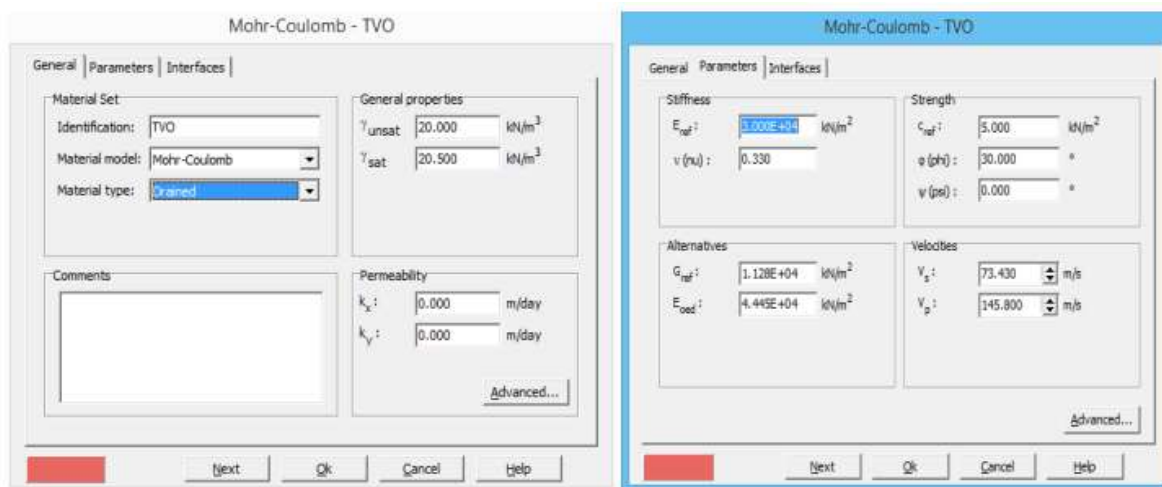 Mohr-Coulomb - TVO
General Parameters Interfaces
Material Set
Identification: TVO
Material model: Mohr-Coulomb
Material type: Drained
General properties
γunsat 20.000 kN/m³
γsat 20.500 kN/m³
Comments
Permeability
kx: 0.000 m/day
ky: 0.000 m/day
Advanced...
Next Ok Cancel Help
Mohr-Coulomb - TVO
General Parameters Interfaces
Stiffness
Eref: 3.000E+04 kN/m²
ν (nu) : 0.330
Strength
cref: 5.000 kN/m²
φ (phi) : 30.000 °
ψ (psi) : 0.000 °
Alternatives
Gref: 1.128E+04 kN/m²
Eoed: 4.445E+04 kN/m²
Velocities
Vs: 73.430 m/s
Vp: 145.800 m/s
Advanced...
Next Ok Cancel Help